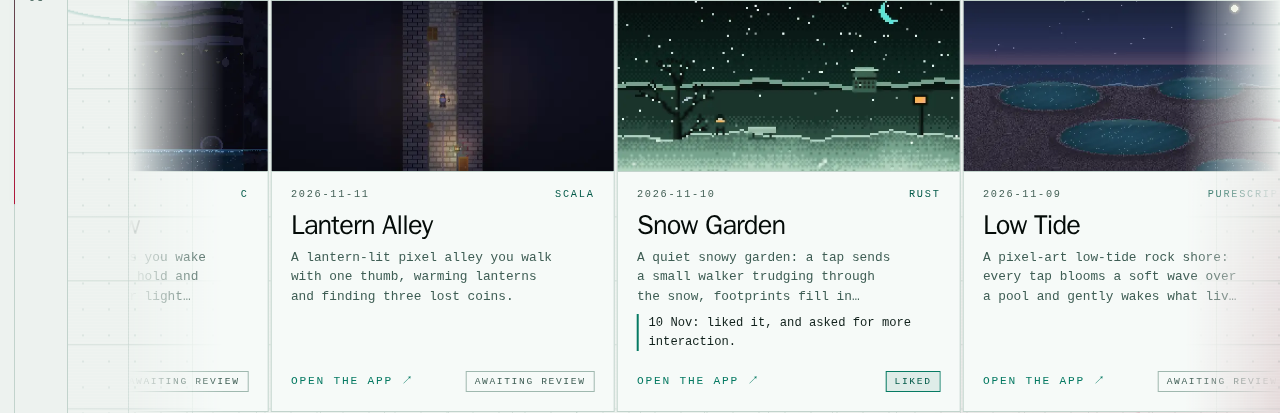 C
you wake
hold and
light…
AWAITING REVIEW
2026-11-11
SCALA
Lantern Alley
A lantern-lit pixel alley you walk
with one thumb, warming lanterns
and finding three lost coins.
OPEN THE APP ↗
AWAITING REVIEW
2026-11-10
RUST
Snow Garden
A quiet snowy garden: a tap sends
a small walker trudging through
the snow, footprints fill in…
10 Nov: liked it, and asked for more
interaction.
OPEN THE APP ↗
LIKED
2026-11-09
PURESCRI
Low Tide
A pixel-art low-tide rock shore:
every tap blooms a soft wave over
a pool and gently wakes what liv…
OPEN THE APP ↗
AWAITING REVIEW